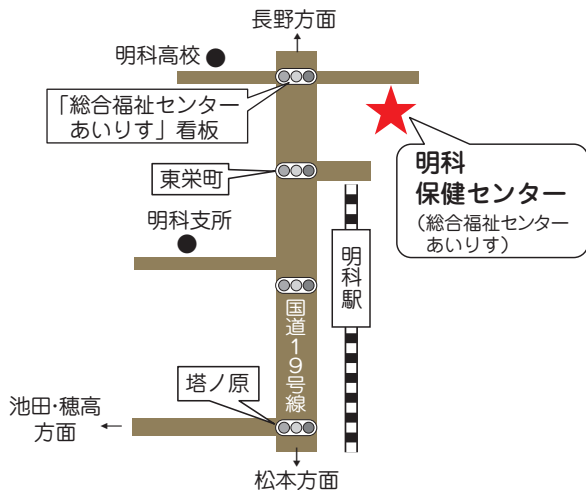 長野方面
明科高校
「総合福祉センター
あいりす」看板
東栄町
明科
保健センター
（総合福祉センター
あいりす）
明科支所
明科駅
国道19号線
塔ノ原
池田・穂高
方面
松本方面